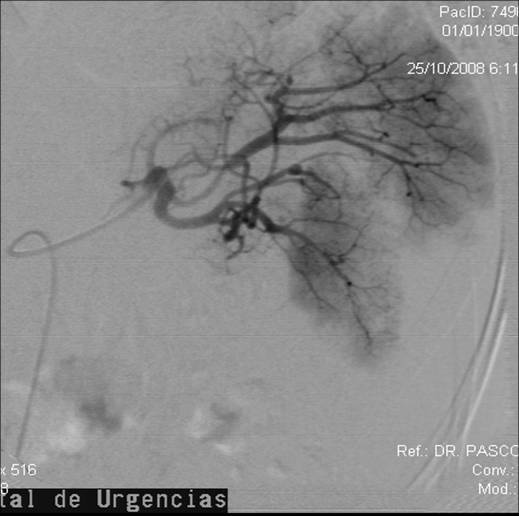 PacID: 749
01/01/1900
25/10/2008 6:11
Ref.: DR. PASCO
x 516
Conv.:
8
Mod.:
tal de Urgencias